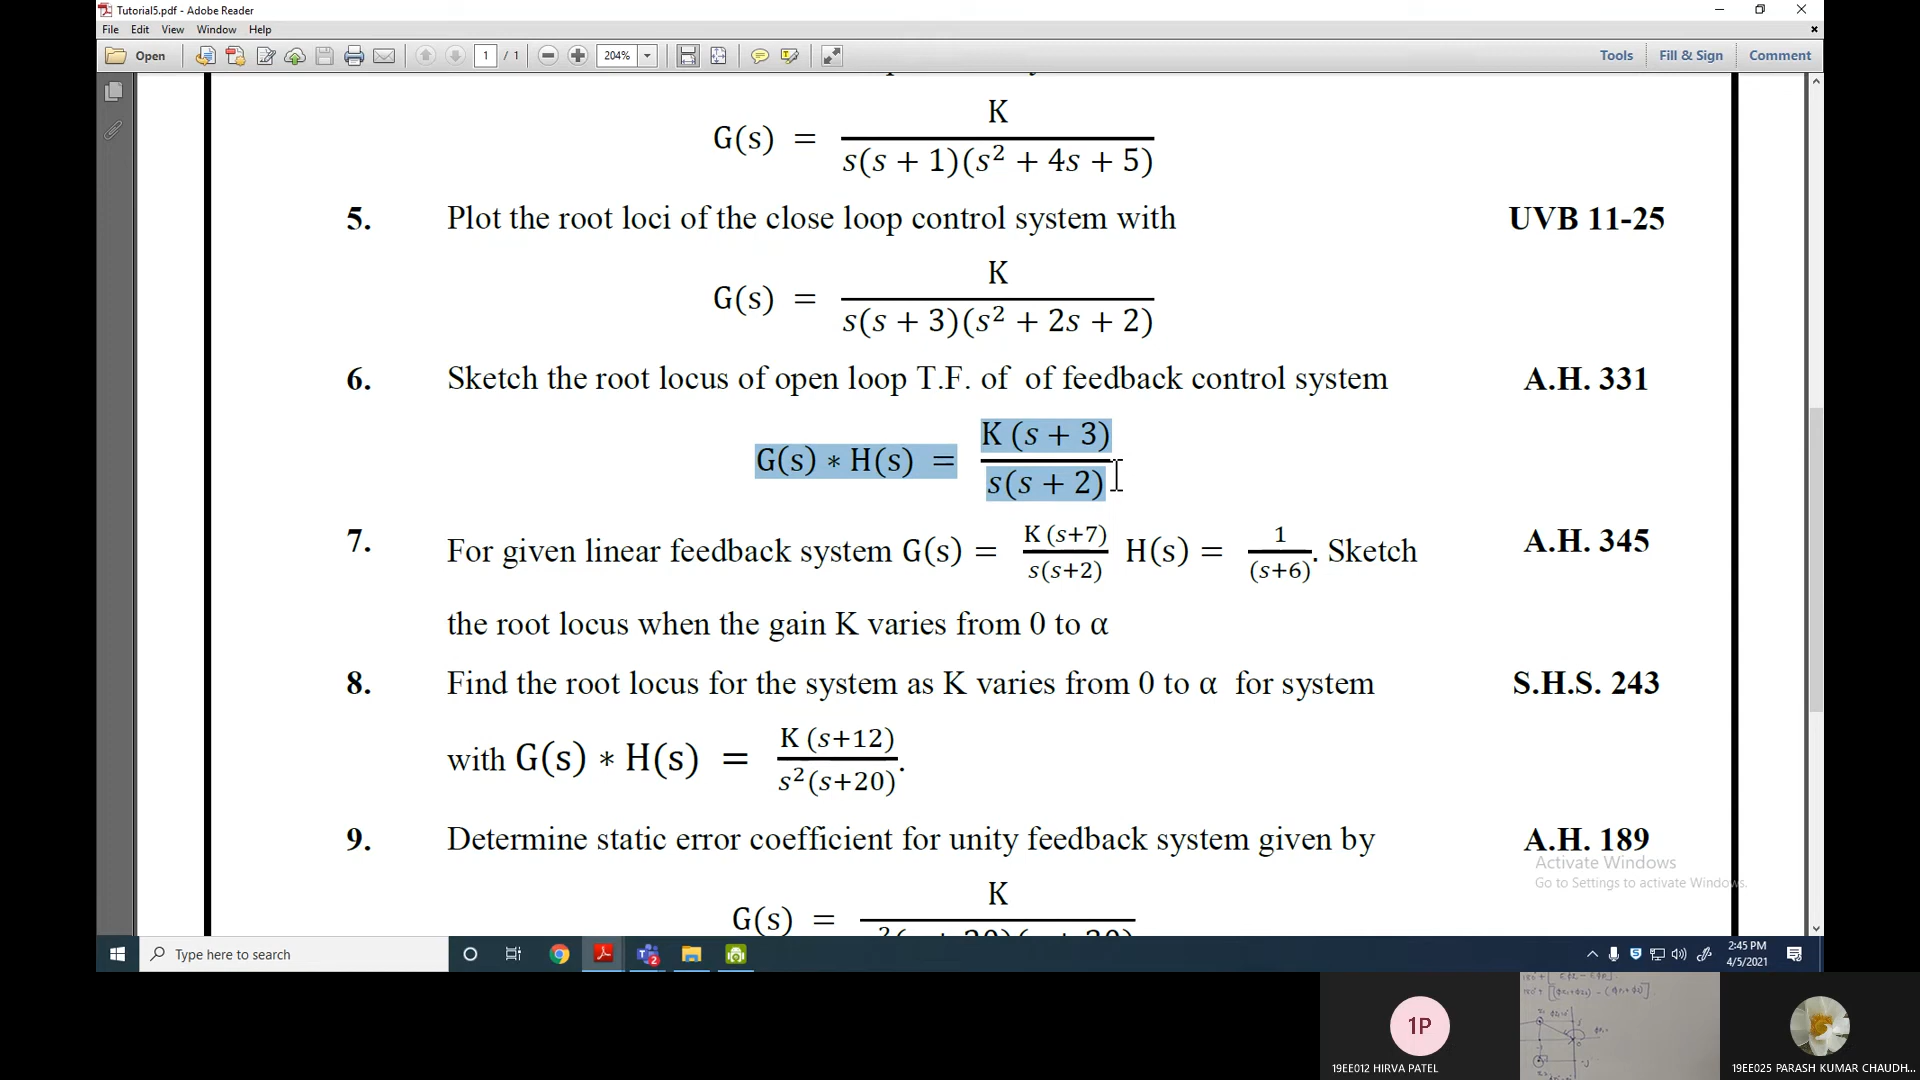 Tutorial5.pdf - Adobe Reader
File Edit View Window Help
Open 1 / 1 204% Tools Fill & Sign Comment
G(s) = K / s(s + 1)(s² + 4s + 5)
5. Plot the root loci of the close loop control system with UVB 11-25
G(s) = K / s(s + 3)(s² + 2s + 2)
6. Sketch the root locus of open loop T.F. of of feedback control system A.H. 331
G(s) ∗ H(s) = K (s + 3) / s(s + 2)
7. For given linear feedback system G(s) = K (s+7) / s(s+2) H(s) = 1 / (s+6). Sketch A.H. 345
the root locus when the gain K varies from 0 to α
8. Find the root locus for the system as K varies from 0 to α for system S.H.S. 243
with G(s) ∗ H(s) = K (s+12) / s²(s+20).
9. Determine static error coefficient for unity feedback system given by A.H. 189
Activate Windows
Go to Settings to activate Windows.
G(s) = K
Type here to search
2:45 PM
4/5/2021
1P
19EE012 HIRVA PATEL
19EE025 PARASH KUMAR CHAUDH...